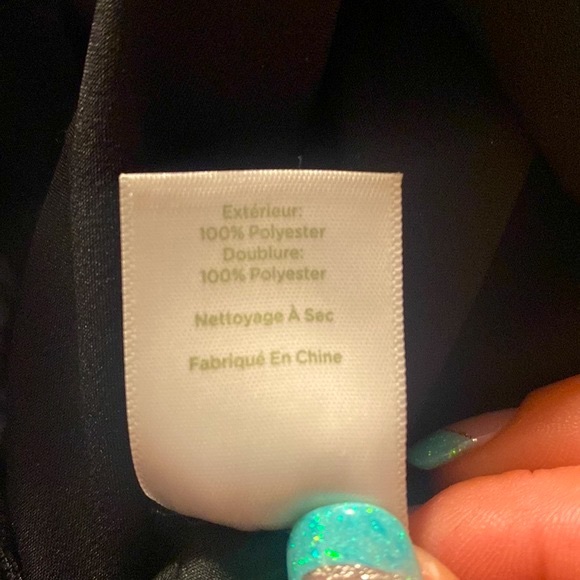 Extérieur:
100% Polyester
Doublure:
100% Polyester
Nettoyage À Sec
Fabriqué En Chine